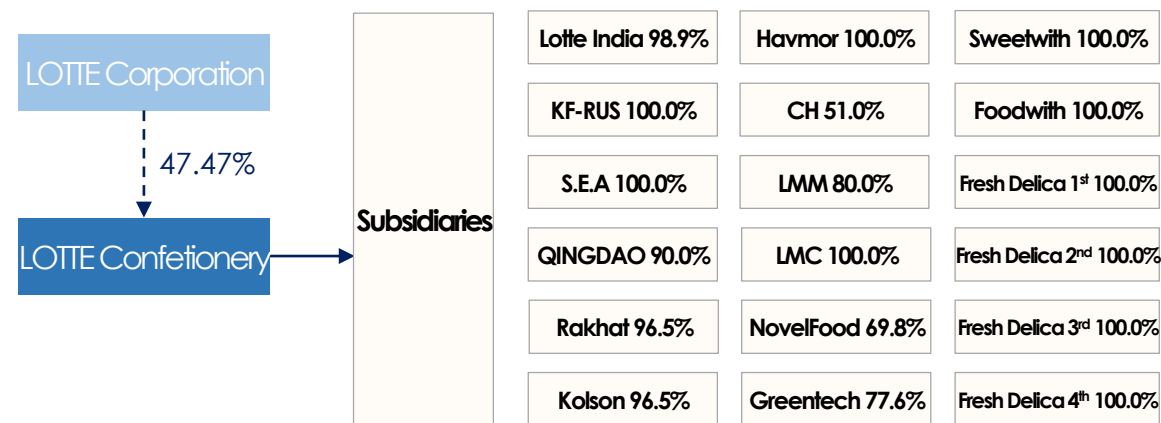 LOTTE Corporation
47.47%
LOTTE Confetionery
Subsidiaries
Lotte India 98.9%
Havmor 100.0%
Sweetwith 100.0%
KF-RUS 100.0%
CH 51.0%
Foodwith 100.0%
S.E.A 100.0%
LMM 80.0%
Fresh Delica 1st 100.0%
QINGDAO 90.0%
LMC 100.0%
Fresh Delica 2nd 100.0%
Rakhat 96.5%
NovelFood 69.8%
Fresh Delica 3rd 100.0%
Kolson 96.5%
Greentech 77.6%
Fresh Delica 4th 100.0%